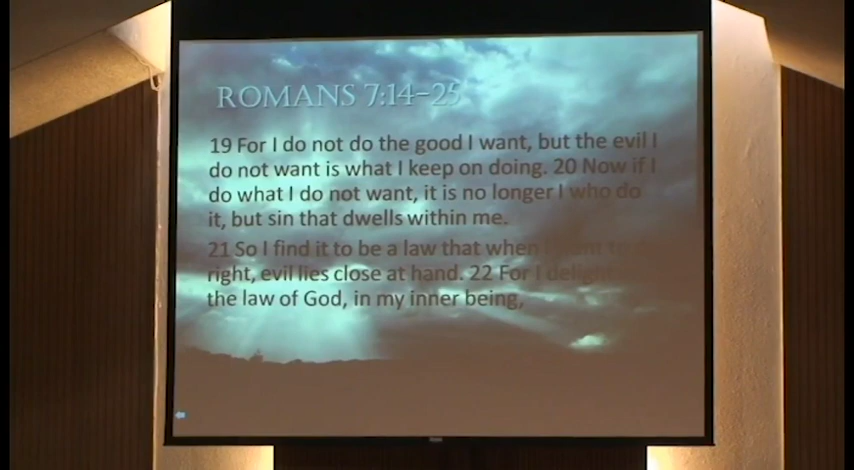 ROMANS 7:14–25
19 For I do not do the good I want, but the evil I
do not want is what I keep on doing. 20 Now if I
do what I do not want, it is no longer I who do
it, but sin that dwells within me.
21 So I find it to be a law that when I want to
right, evil lies close at hand. 22 For I delight
the law of God, in my inner being,